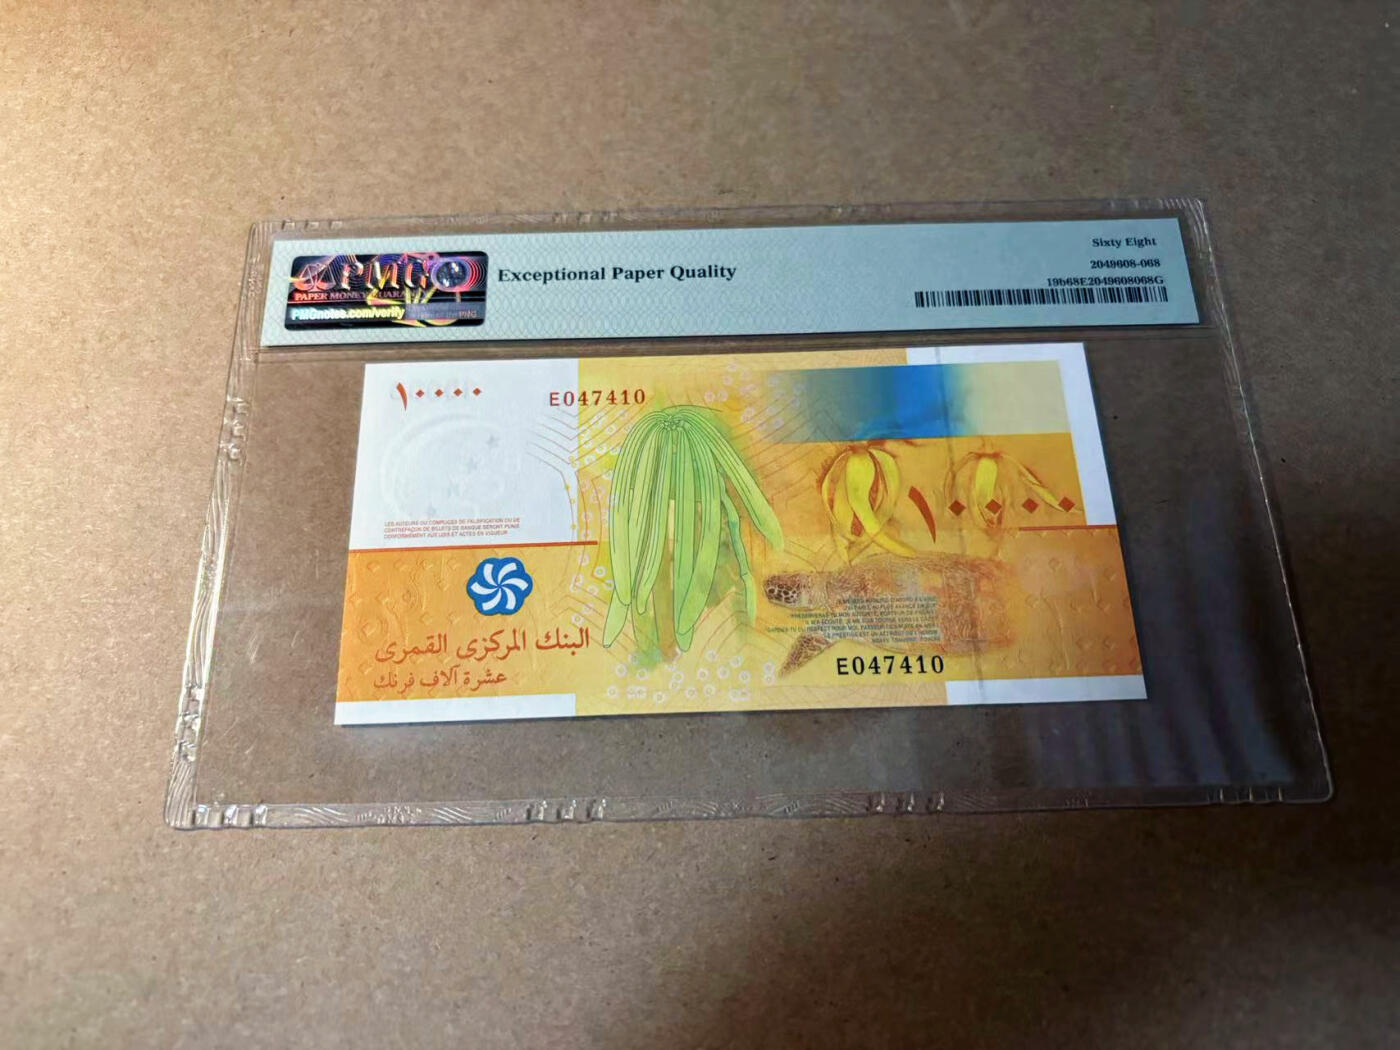 PMG
PAPER MONEY GUARA
PMGnotes.com/verify
Exceptional Paper Quality
Sixty Eight
2049608-068
19b68E2049608068G
١٠٠٠٠
E047410
LES AUTEURS OU COMPLICES DE FALSIFICATION OU DE
CONTREFAÇON DE BILLETS DE BANQUE SERONT PUNIS
CONFORMÉMENT AUX LOIS ET ACTES EN VIGUEUR
١٠٠٠٠
البنك المركزى القمرى
عشرة آلاف فرنك
E047410